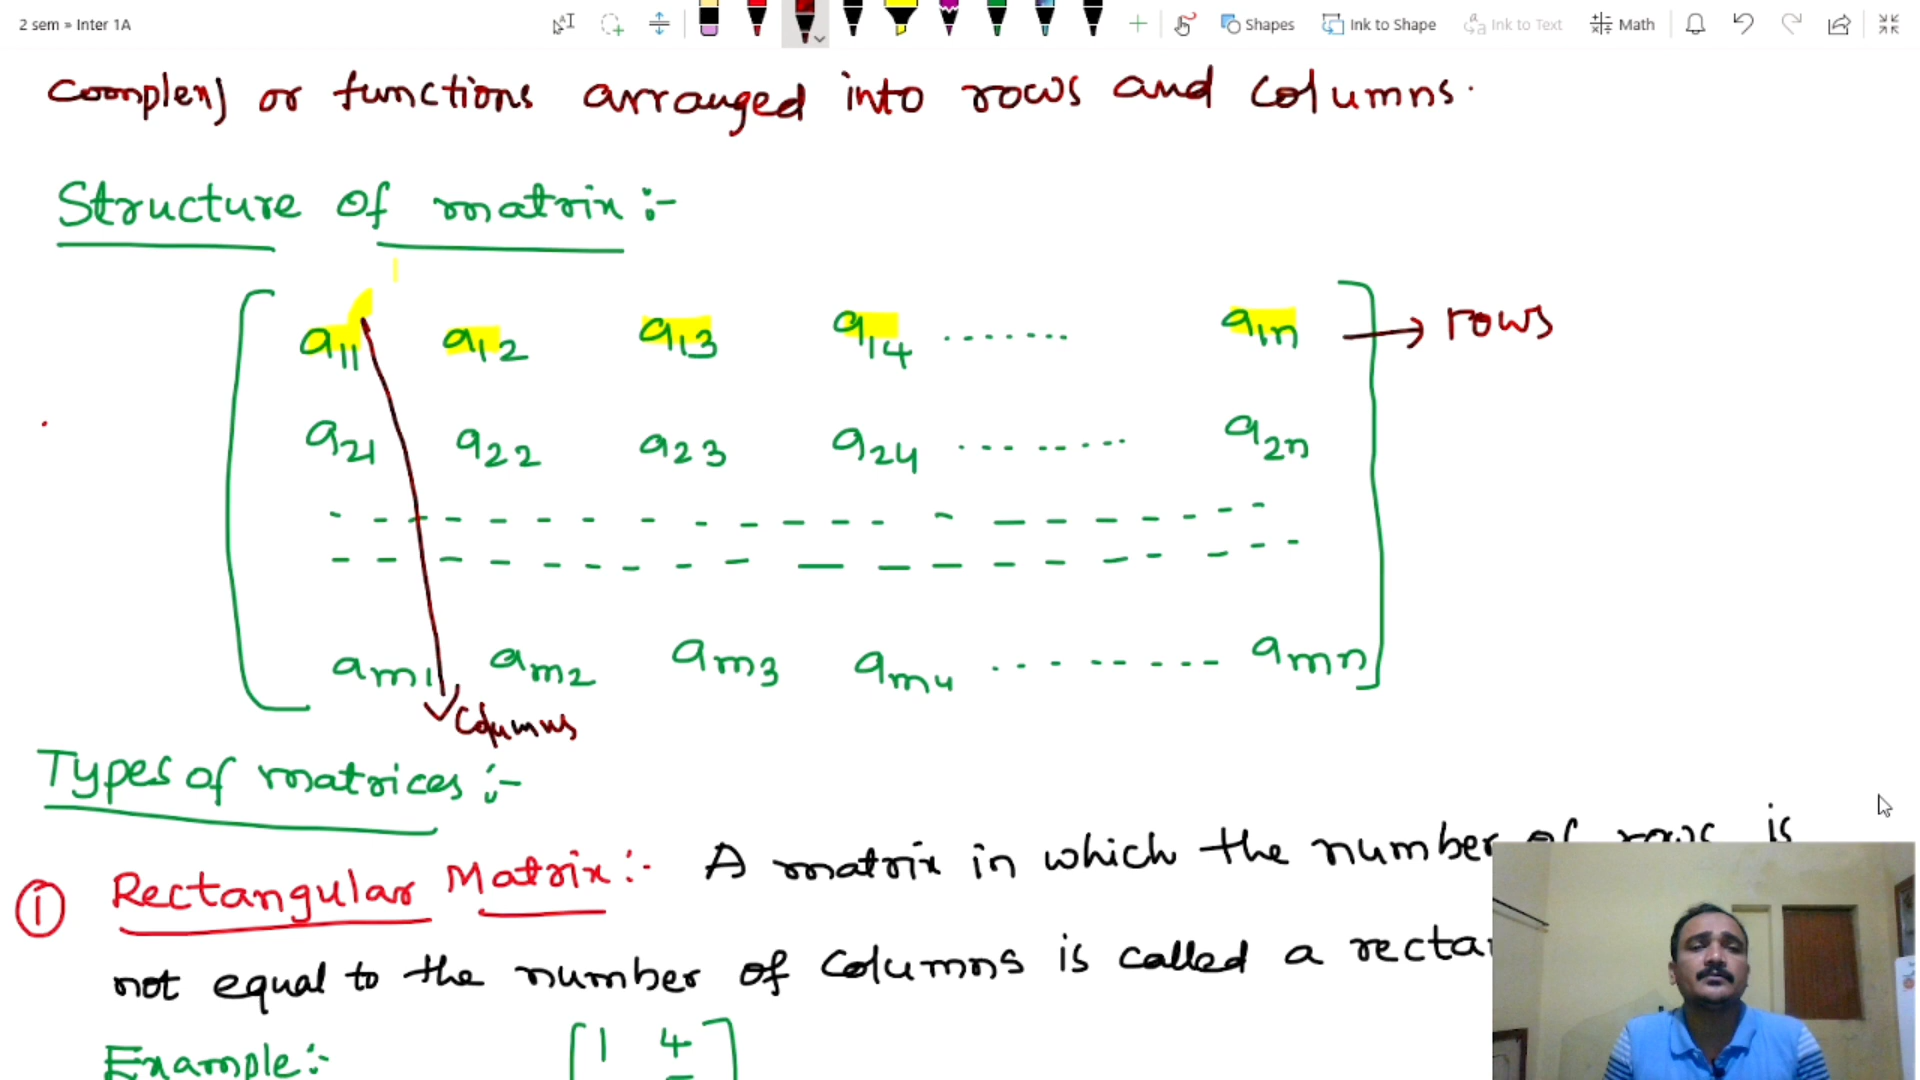 2 sem » Inter 1A
Shapes Ink to Shape Ink to Text Math
complex) or functions arranged into rows and columns.
Structure of matrix :-
a11 a12 a13 a14 ....... a1n → rows
a21 a22 a23 a24 ........ a2n
am1 am2 am3 am4 ........ amn
columns
Types of matrices :-
① Rectangular Matrix :- A matrix in which the number of rows is
not equal to the number of columns is called a recta
Example :- 1 4